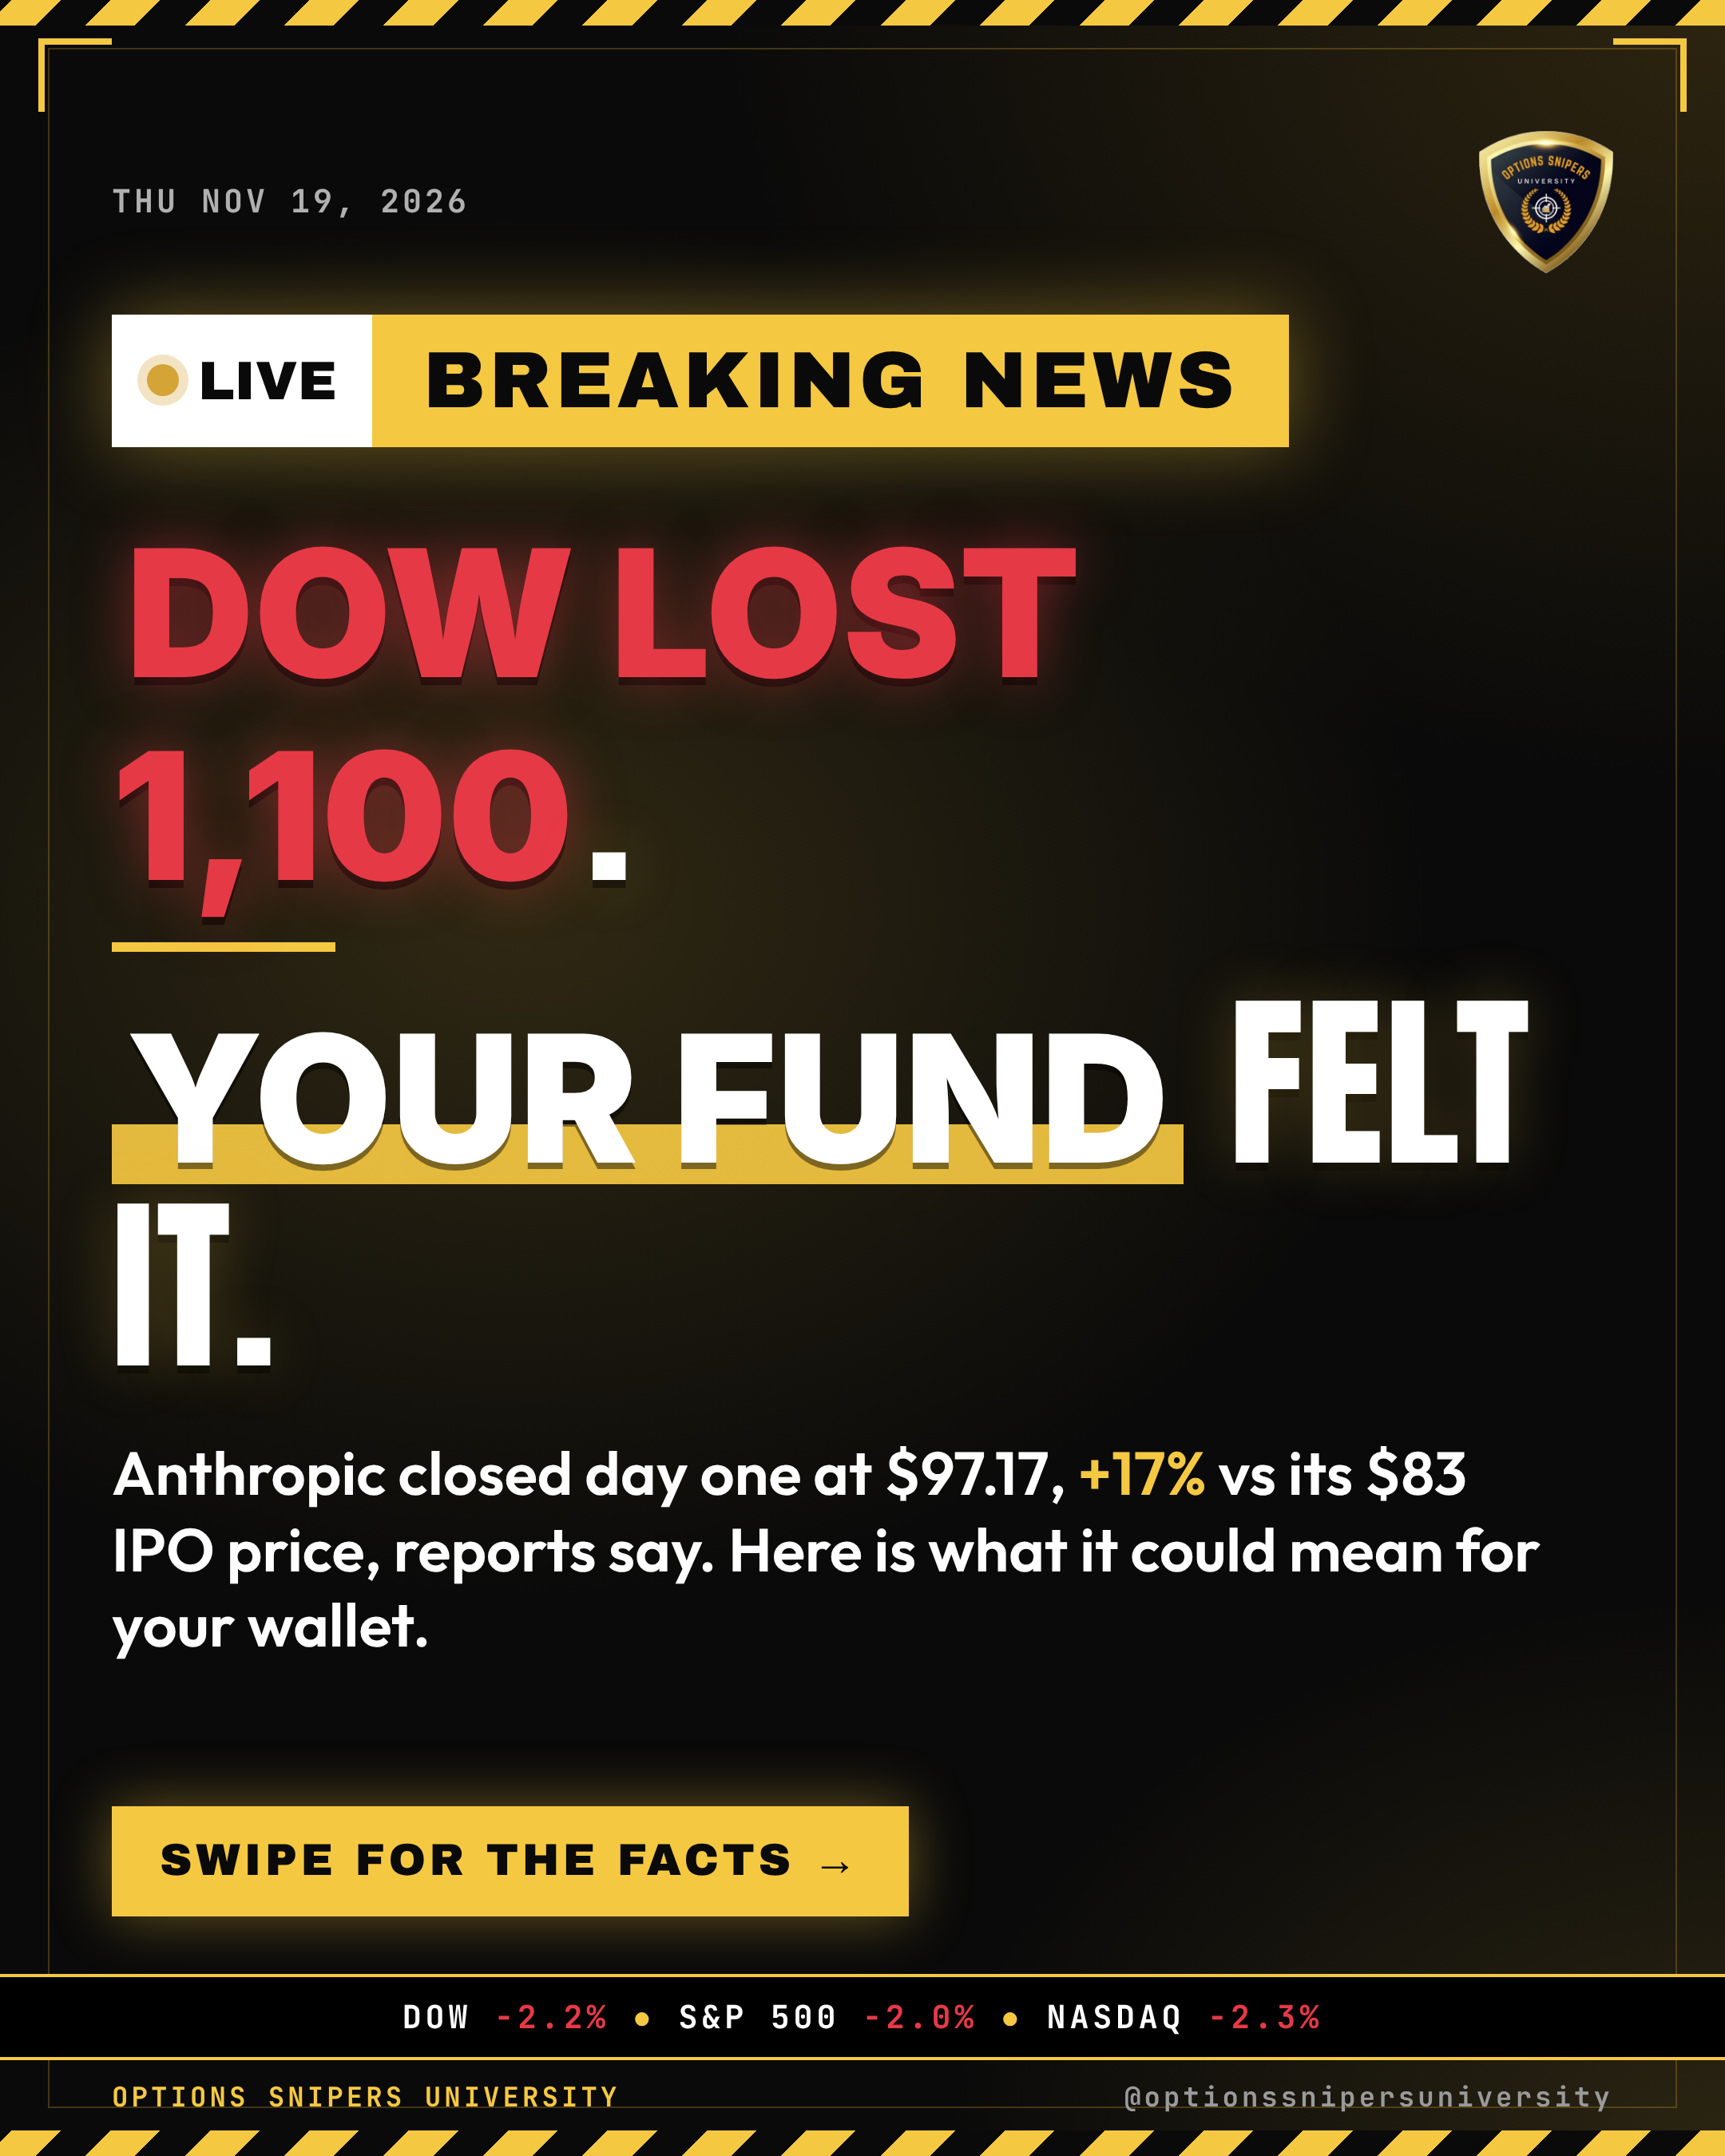 THU NOV 19, 2026
OPTIONS SNIPERS
UNIVERSITY
LIVE BREAKING NEWS
DOW LOST
1,100.
YOUR FUND FELT
IT.
Anthropic closed day one at $97.17, +17% vs its $83
IPO price, reports say. Here is what it could mean for
your wallet.
SWIPE FOR THE FACTS →
DOW -2.2% ● S&P 500 -2.0% ● NASDAQ -2.3%
OPTIONS SNIPERS UNIVERSITY @optionssnipersuniversity